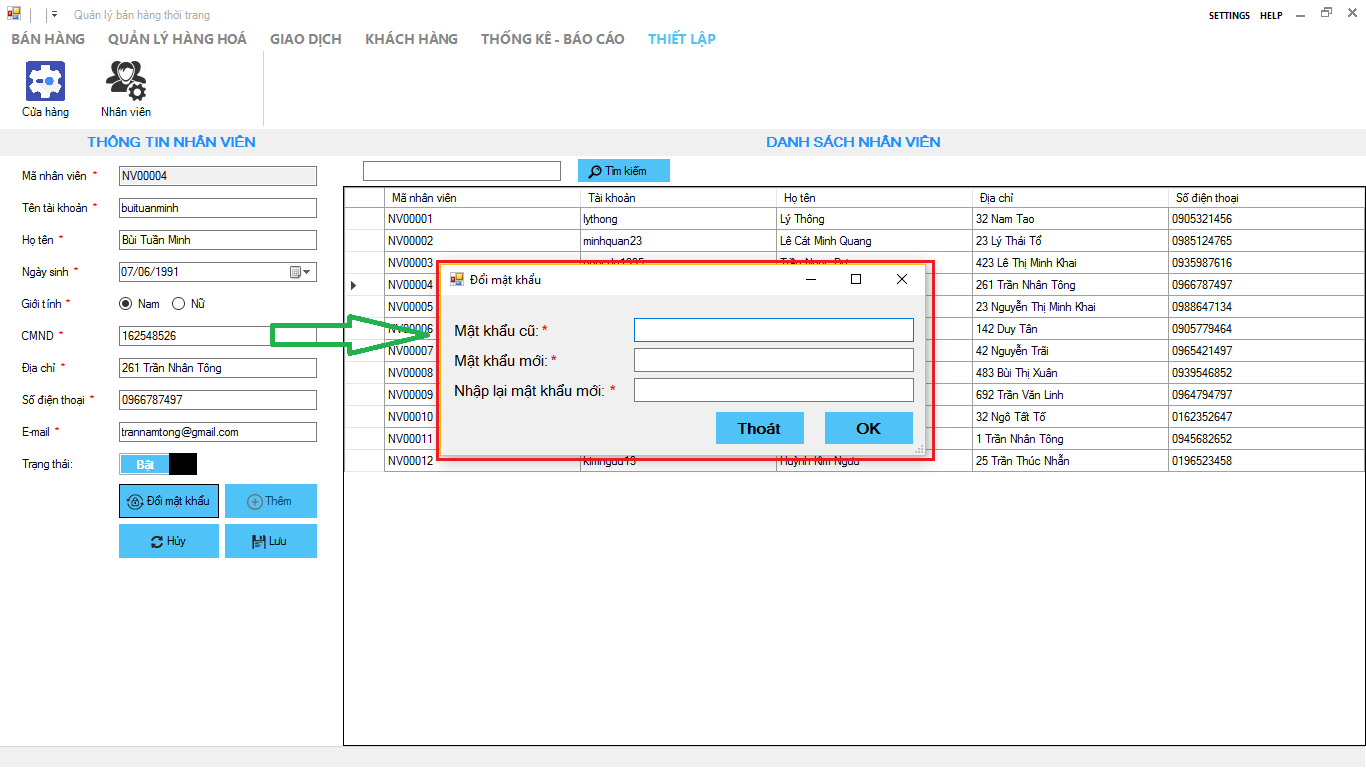 Quản lý bán hàng thời trang
SETTINGS HELP
BÁN HÀNG QUẢN LÝ HÀNG HOÁ GIAO DỊCH KHÁCH HÀNG THỐNG KÊ - BÁO CÁO THIẾT LẬP
Cửa hàng Nhân viên
THÔNG TIN NHÂN VIÊN
Mã nhân viên * NV00004
Tên tài khoản * buituanminh
Họ tên * Bùi Tuấn Minh
Ngày sinh * 07/06/1991
Giới tính * Nam Nữ
CMND * 162548526
Địa chỉ * 261 Trần Nhân Tông
Số điện thoại * 0966787497
E-mail * trannamtong@gmail.com
Trạng thái: Bật
Đổi mật khẩu Thêm
Hủy Lưu
DANH SÁCH NHÂN VIÊN
Tìm kiếm
Mã nhân viên Tài khoản Họ tên Địa chỉ Số điện thoại
NV00001 lythong Lý Thông 32 Nam Tao 0905321456
NV00002 minhquan23 Lê Cát Minh Quang 23 Lý Thái Tổ 0985124765
NV00003 423 Lê Thị Minh Khai 0935987616
NV00004 261 Trần Nhân Tông 0966787497
NV00005 23 Nguyễn Thị Minh Khai 0988647134
NV00006 142 Duy Tân 0905779464
NV00007 42 Nguyễn Trãi 0965421497
NV00008 483 Bùi Thị Xuân 0939546852
NV00009 692 Trần Văn Linh 0964794797
NV00010 32 Ngô Tất Tố 0162352647
NV00011 1 Trần Nhân Tông 0945682652
NV00012 kimnguu13 Huỳnh Kim Ngưu 25 Trần Thúc Nhẫn 0196523458
Đổi mật khẩu
Mật khẩu cũ: *
Mật khẩu mới: *
Nhập lại mật khẩu mới: *
Thoát OK